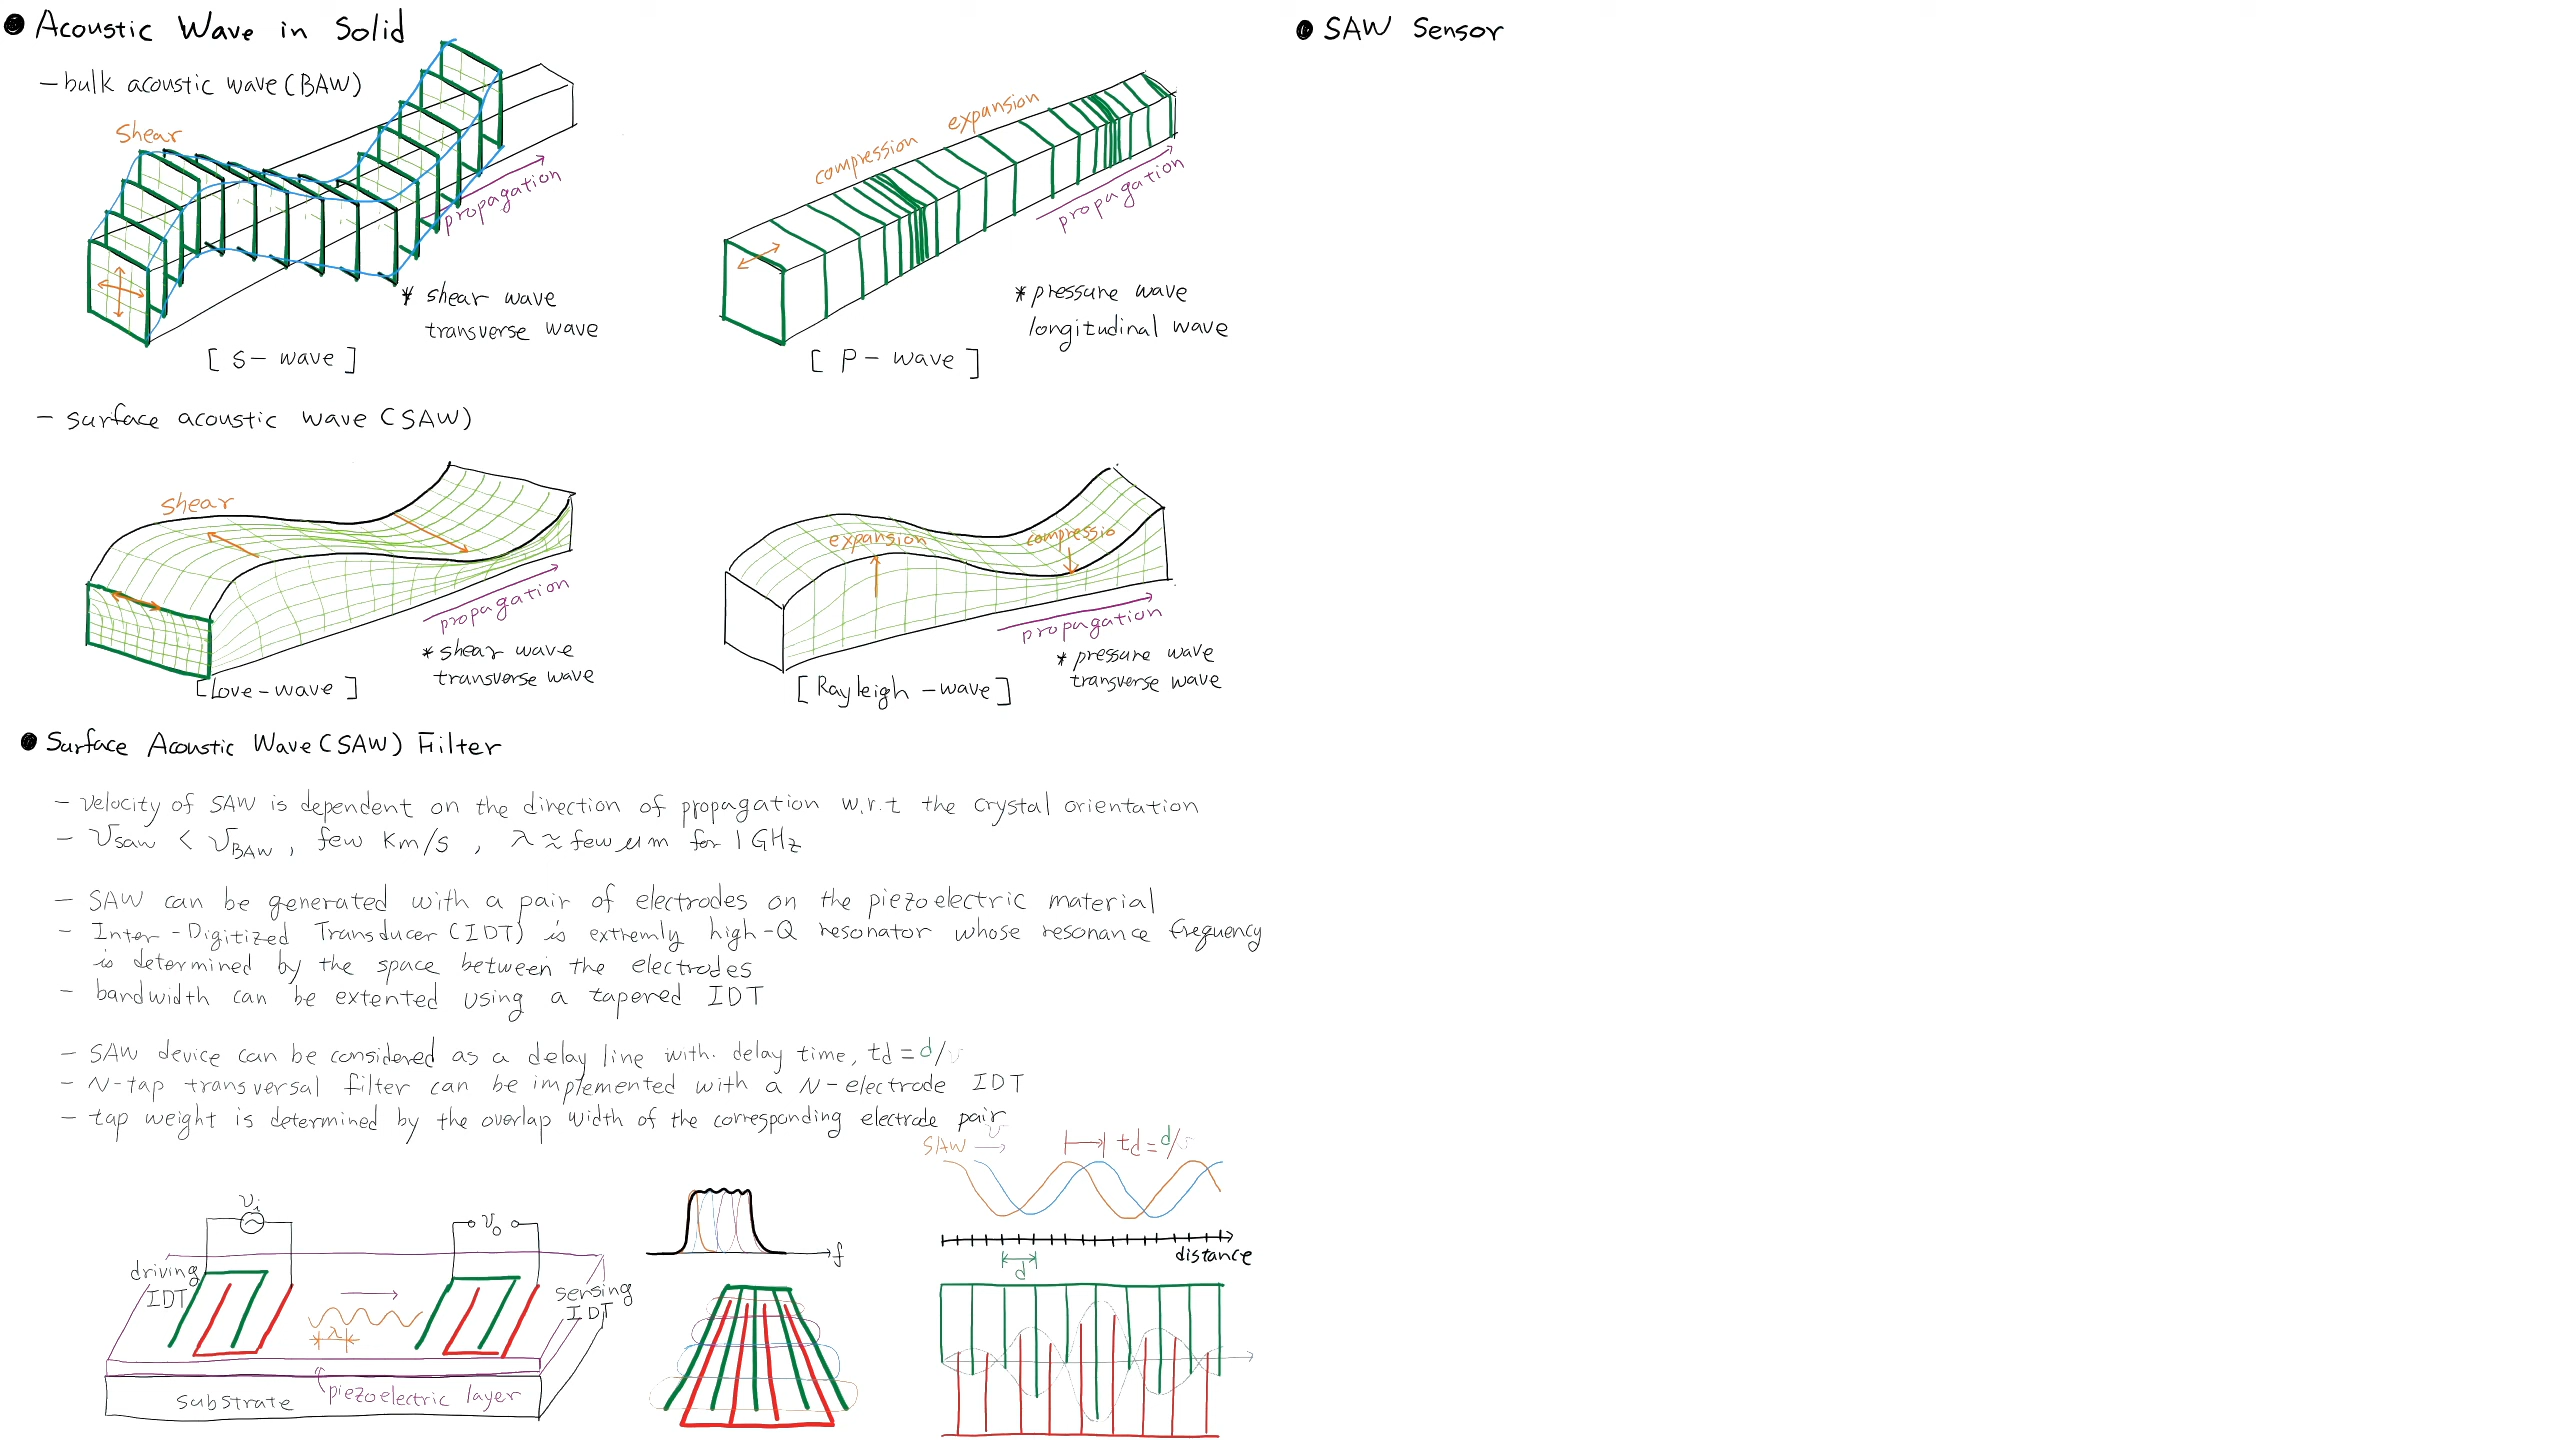 ● Acoustic Wave in Solid
- bulk acoustic wave (BAW)
shear
propagation
* shear wave
transverse wave
[ S- wave ]
compression
expansion
propagation
* pressure wave
longitudinal wave
[ P- wave ]
- surface acoustic wave (SAW)
shear
propagation
* shear wave
transverse wave
[Love-wave ]
expansion
compressio
propagation
* pressure wave
transverse wave
[ Rayleigh -wave ]
● Surface Acoustic Wave (SAW) Filter
- velocity of SAW is dependent on the direction of propagation w.r.t the crystal orientation
- Vsaw < VBAW , few Km/s , λ ≈ few μm for 1 GHz
- SAW can be generated with a pair of electrodes on the piezoelectric material
- Inter-Digitized Transducer (IDT) is extremly high-Q resonator whose resonance frequency
is determined by the space between the electrodes
- bandwidth can be extented using a tapered IDT
- SAW device can be considered as a delay line with. delay time, td = d/v
- N-tap transversal filter can be implemented with a N-electrode IDT
- tap weight is determined by the overlap width of the corresponding electrode pair
vi
vo
driving
IDT
λ
sensing
IDT
substrate
piezoelectric layer
f
SAW →
td = d/v
distance
d
● SAW Sensor